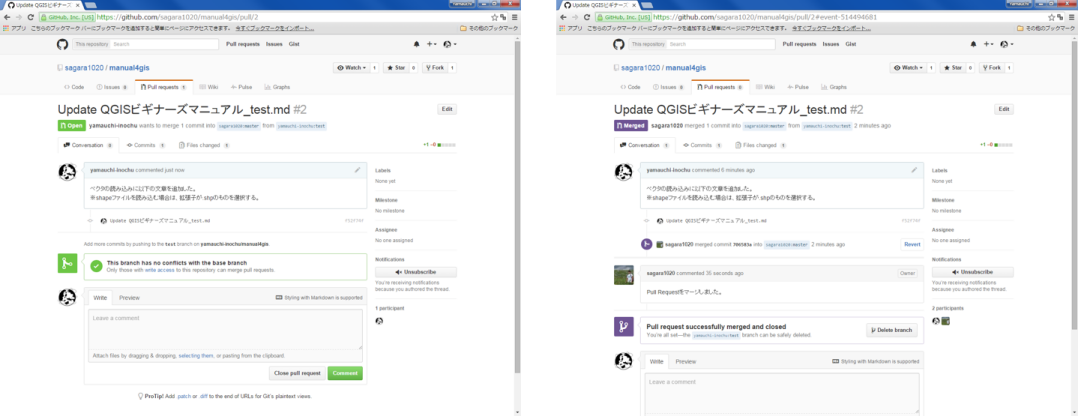 Update QGISビギナーズマ
GitHub, Inc. [US] https://github.com/sagara1020/manual4gis/pull/2
アプリ こちらのブックマーク バーにブックマークを追加すると簡単にページにアクセスできます。 今すぐブックマークをインポート... その他のブックマーク
This repository Search Pull requests Issues Gist
sagara1020 / manual4gis Watch 1 Star 0 Fork 1
Code Issues 0 Pull requests 1 Wiki Pulse Graphs
Update QGISビギナーズマニュアル_test.md #2 Edit
Open yamauchi-inochu wants to merge 1 commit into sagara1020:master from yamauchi-inochu:test
Conversation 0 Commits 1 Files changed 1 +1 −0
yamauchi-inochu commented just now
ベクタの読み込みに以下の文章を追加した。
※shapeファイルを読み込む場合は、拡張子が.shpのものを選択する。
Update QGISビギナーズマニュアル_test.md
Add more commits by pushing to the test branch on yamauchi-inochu/manual4gis.
This branch has no conflicts with the base branch
Only those with write access to this repository can merge pull requests.
Write Preview Styling with Markdown is supported
Leave a comment
Attach files by dragging & dropping, selecting them, or pasting from the clipboard.
Close pull request Comment
ProTip! Add .patch or .diff to the end of URLs for Git's plaintext views.
Labels
None yet
Milestone
No milestone
Assignee
No one assigned
Notifications
Unsubscribe
You're receiving notifications
because you authored the thread.
1 participant
Update QGISビギナーズマ
GitHub, Inc. [US] https://github.com/sagara1020/manual4gis/pull/2#event-514494681
アプリ こちらのブックマーク バーにブックマークを追加すると簡単にページにアクセスできます。 今すぐブックマークをインポート... その他のブックマーク
This repository Search Pull requests Issues Gist
sagara1020 / manual4gis Watch 1 Star 0 Fork 1
Code Issues 0 Pull requests 0 Wiki Pulse Graphs
Update QGISビギナーズマニュアル_test.md #2 Edit
Merged sagara1020 merged 1 commit into sagara1020:master from yamauchi-inochu:test 2 minutes ago
Conversation 1 Commits 1 Files changed 1 +1 −0
yamauchi-inochu commented 6 minutes ago
ベクタの読み込みに以下の文章を追加した。
※shapeファイルを読み込む場合は、拡張子が.shpのものを選択する。
Update QGISビギナーズマニュアル_test.md
sagara1020 merged commit into sagara1020:master 2 minutes ago Revert
sagara1020 commented 35 seconds ago Owner
Pull Requestをマージしました。
Pull request successfully merged and closed
You're all set—the yamauchi-inochu:test branch can be safely deleted. Delete branch
Write Preview Styling with Markdown is supported
Leave a comment
Labels
None yet
Milestone
No milestone
Assignee
No one assigned
Notifications
Unsubscribe
You're receiving notifications
because you authored the thread.
2 participants